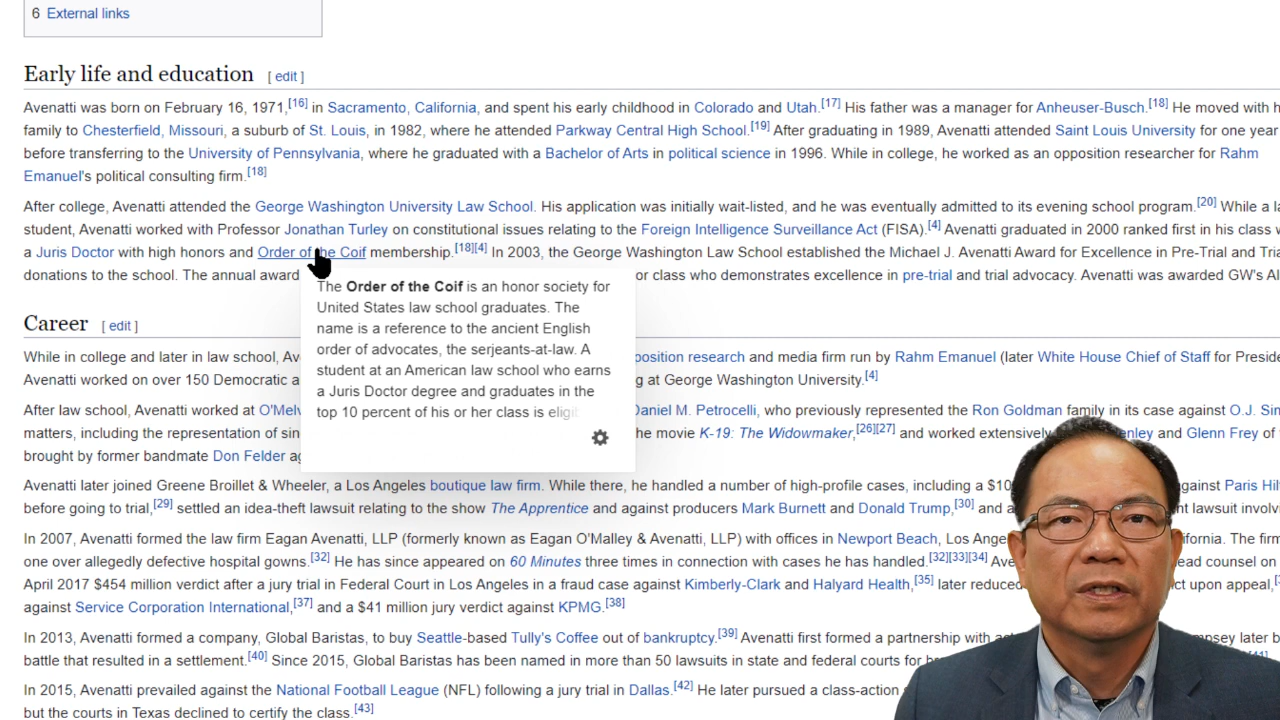 6 External links
Early life and education [ edit ]
Avenatti was born on February 16, 1971,[16] in Sacramento, California, and spent his early childhood in Colorado and Utah.[17] His father was a manager for Anheuser-Busch.[18] He moved with
family to Chesterfield, Missouri, a suburb of St. Louis, in 1982, where he attended Parkway Central High School.[19] After graduating in 1989, Avenatti attended Saint Louis University for one year
before transferring to the University of Pennsylvania, where he graduated with a Bachelor of Arts in political science in 1996. While in college, he worked as an opposition researcher for Rahm
Emanuel's political consulting firm.[18]
After college, Avenatti attended the George Washington University Law School. His application was initially wait-listed, and he was eventually admitted to its evening school program.[20] While a
student, Avenatti worked with Professor Jonathan Turley on constitutional issues relating to the Foreign Intelligence Surveillance Act (FISA).[4] Avenatti graduated in 2000 ranked first in his class
a Juris Doctor with high honors and Order of the Coif membership.[18][4] In 2003, the George Washington Law School established the Michael J. Avenatti Award for Excellence in Pre-Trial and
donations to the school. The annual award or class who demonstrates excellence in pre-trial and trial advocacy. Avenatti was awarded GW's
The Order of the Coif is an honor society for
United States law school graduates. The
name is a reference to the ancient English
order of advocates, the serjeants-at-law. A
student at an American law school who earns
a Juris Doctor degree and graduates in the
top 10 percent of his or her class is
Career [ edit ]
While in college and later in law school, research and media firm run by Rahm Emanuel (later White House Chief of Staff for
Avenatti worked on over 150 Democratic at George Washington University.[4]
After law school, Avenatti worked at Daniel M. Petrocelli, who previously represented the Ron Goldman family in its case against O.J.
matters, including the representation of the movie K-19: The Widowmaker,[26][27] and worked extensively and Glenn Frey of
brought by former bandmate Don Felder
Avenatti later joined Greene Broillet & Wheeler, a Los Angeles boutique law firm. While there, he handled a number of high-profile cases, including a against Paris
before going to trial,[29] settled an idea-theft lawsuit relating to the show The Apprentice and against producers Mark Burnett and Donald Trump,[30] and lawsuit
In 2007, Avenatti formed the law firm Eagan Avenatti, LLP (formerly known as Eagan O'Malley & Avenatti, LLP) with offices in Newport Beach, Los The
one over allegedly defective hospital gowns.[32] He has since appeared on 60 Minutes three times in connection with cases he has handled.[32][33][34] counsel on
April 2017 $454 million verdict after a jury trial in Federal Court in Los Angeles in a fraud case against Kimberly-Clark and Halyard Health,[35] later reduced upon appeal,
against Service Corporation International,[37] and a $41 million jury verdict against KPMG.[38]
In 2013, Avenatti formed a company, Global Baristas, to buy Seattle-based Tully's Coffee out of bankruptcy.[39] Avenatti first formed a partnership with later
battle that resulted in a settlement.[40] Since 2015, Global Baristas has been named in more than 50 lawsuits in state and federal courts for
In 2015, Avenatti prevailed against the National Football League (NFL) following a jury trial in Dallas.[42] He later pursued a class-action
but the courts in Texas declined to certify the class.[43]